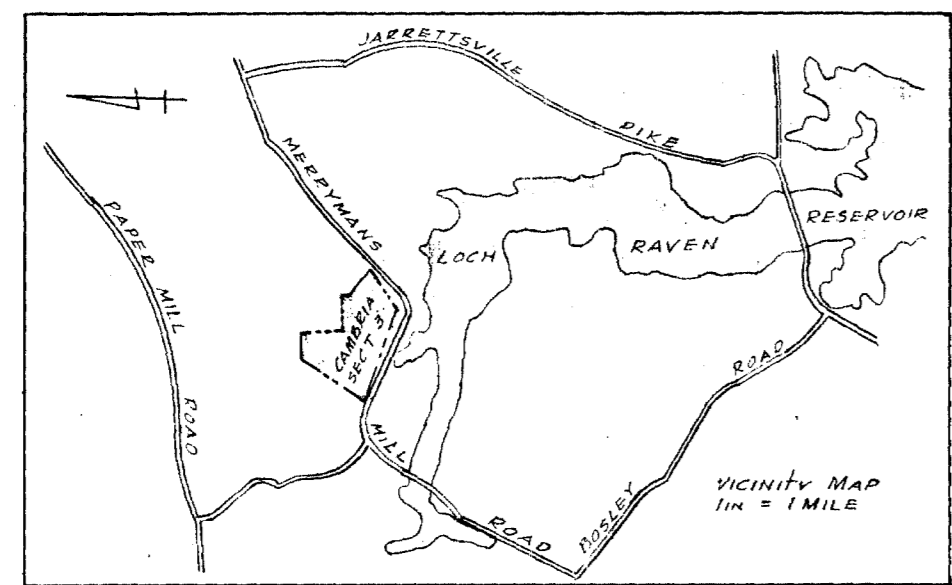 JARRETTSVILLE PIKE
MERRYMANS MILL ROAD
PAPER MILL ROAD
LOCH RAVEN RESERVOIR
CAMBRIA
SECT 3
BOSLEY ROAD
VICINITY MAP
1IN = 1MILE